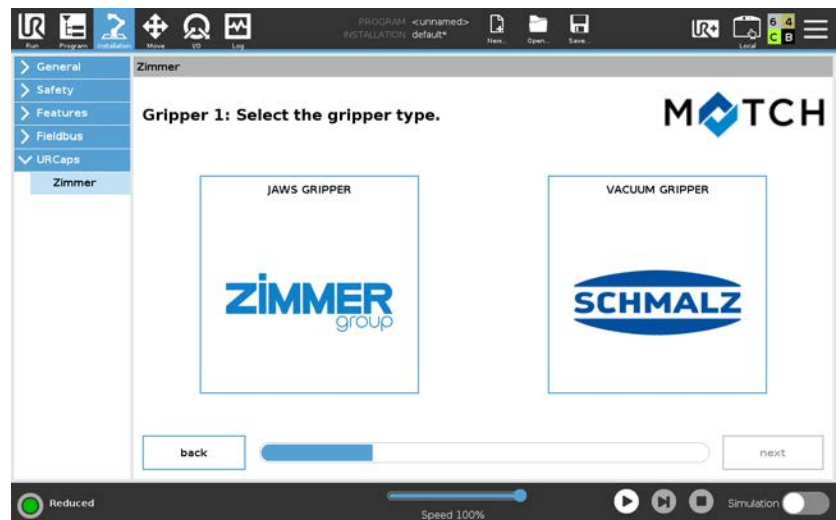 PROGRAM <unnamed>
INSTALLATION default*
Run Program Installation Move I/O Log New... Open... Save... Local
UR
UR+
6 4
C B
General
Safety
Features
Fieldbus
URCaps
Zimmer
Zimmer
Gripper 1: Select the gripper type.
MATCH
JAWS GRIPPER
VACUUM GRIPPER
ZIMMER
group
SCHMALZ
back
next
Reduced
Speed 100%
Simulation